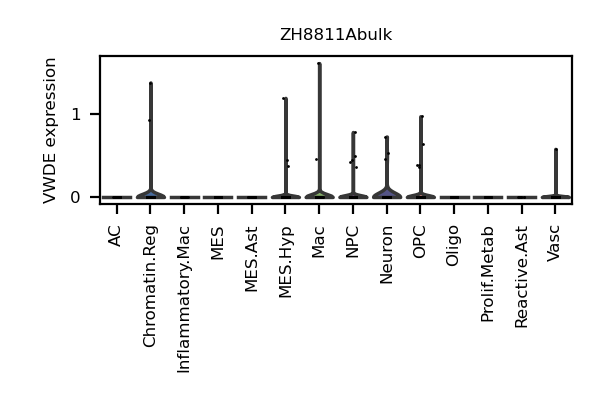 ZH8811Abulk
VWDE expression
1
0
AC
Chromatin.Reg
Inflammatory.Mac
MES
MES.Ast
MES.Hyp
Mac
NPC
Neuron
OPC
Oligo
Prolif.Metab
Reactive.Ast
Vasc